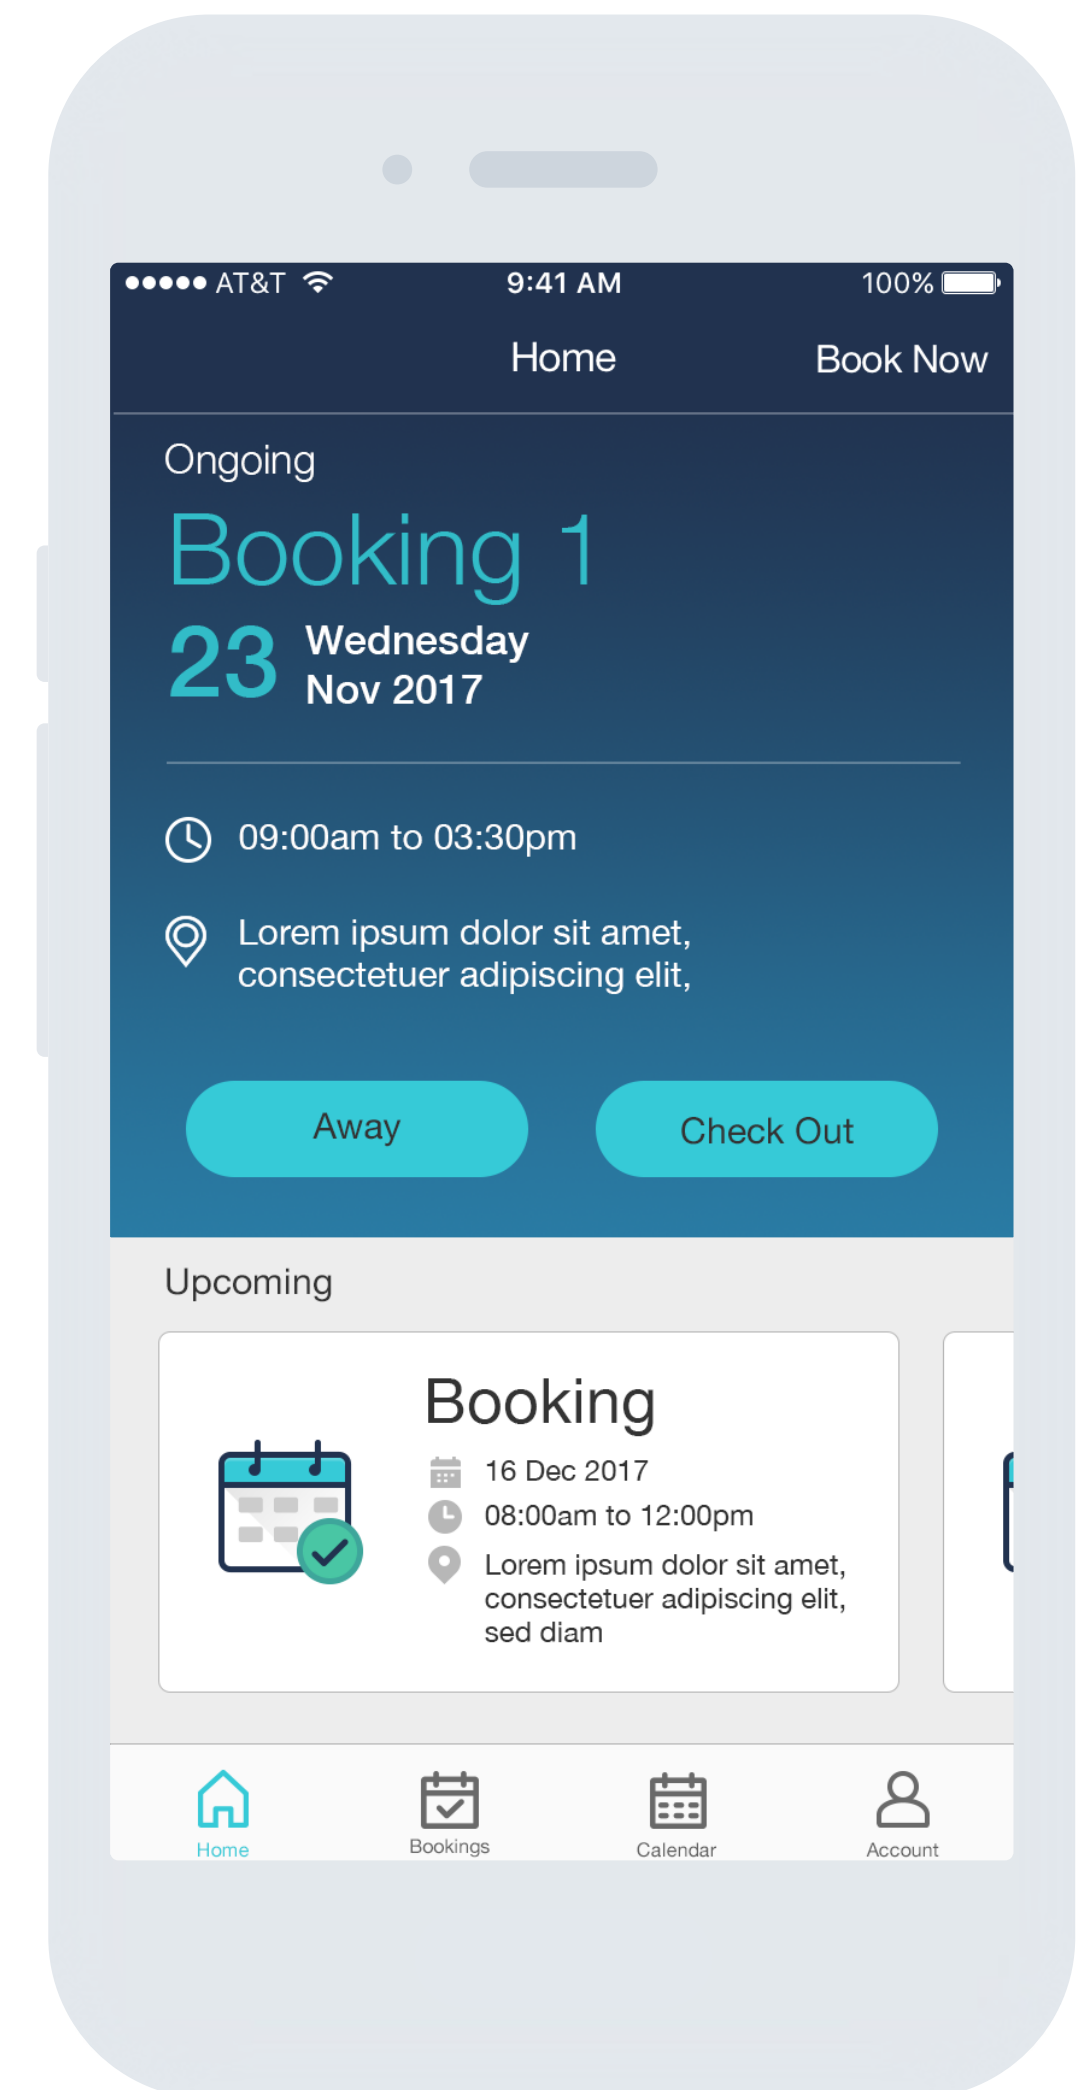 AT&T 9:41 AM 100%
Home Book Now
Ongoing
Booking 1
23 Wednesday
Nov 2017
09:00am to 03:30pm
Lorem ipsum dolor sit amet,
consectetuer adipiscing elit,
Away Check Out
Upcoming
Booking
16 Dec 2017
08:00am to 12:00pm
Lorem ipsum dolor sit amet,
consectetuer adipiscing elit,
sed diam
Home Bookings Calendar Account